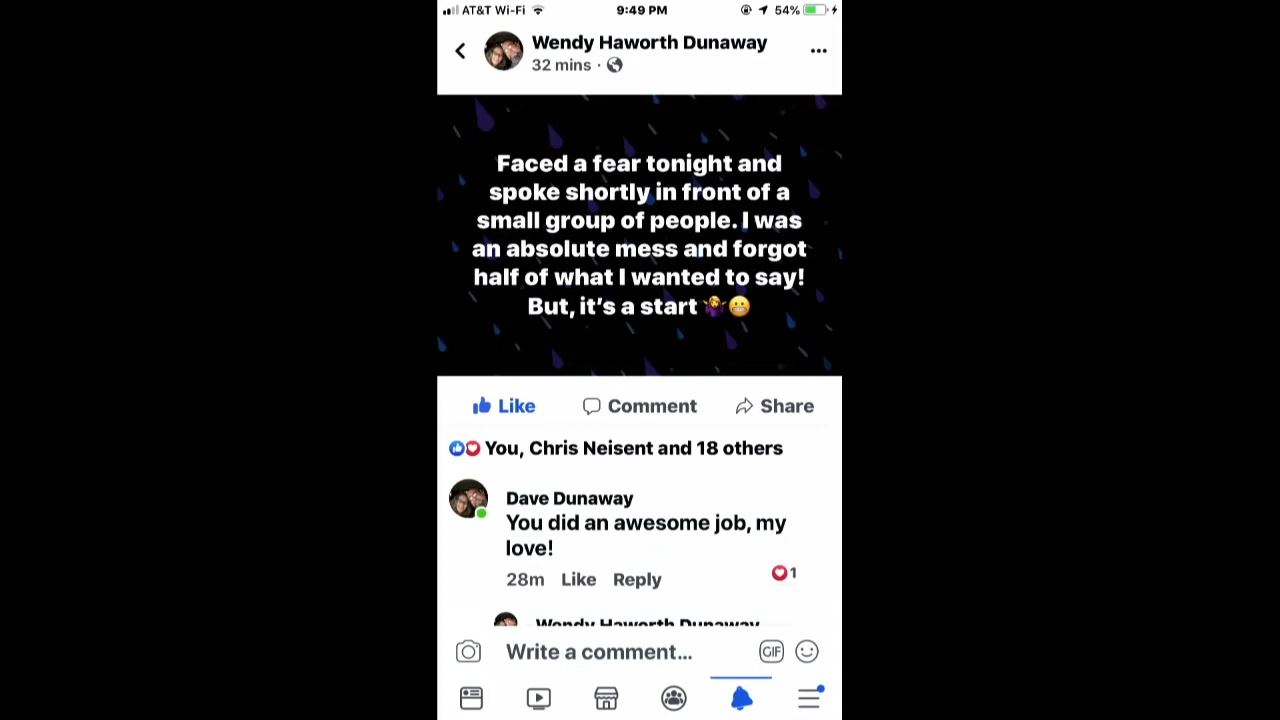 AT&T Wi-Fi 9:49 PM 54%
Wendy Haworth Dunaway
32 mins ·
Faced a fear tonight and
spoke shortly in front of a
small group of people. I was
an absolute mess and forgot
half of what I wanted to say!
But, it's a start 🤷‍♀️😬
Like Comment Share
You, Chris Neisent and 18 others
Dave Dunaway
You did an awesome job, my
love!
28m Like Reply 1
Wendy Haworth Dunaway
Write a comment... GIF